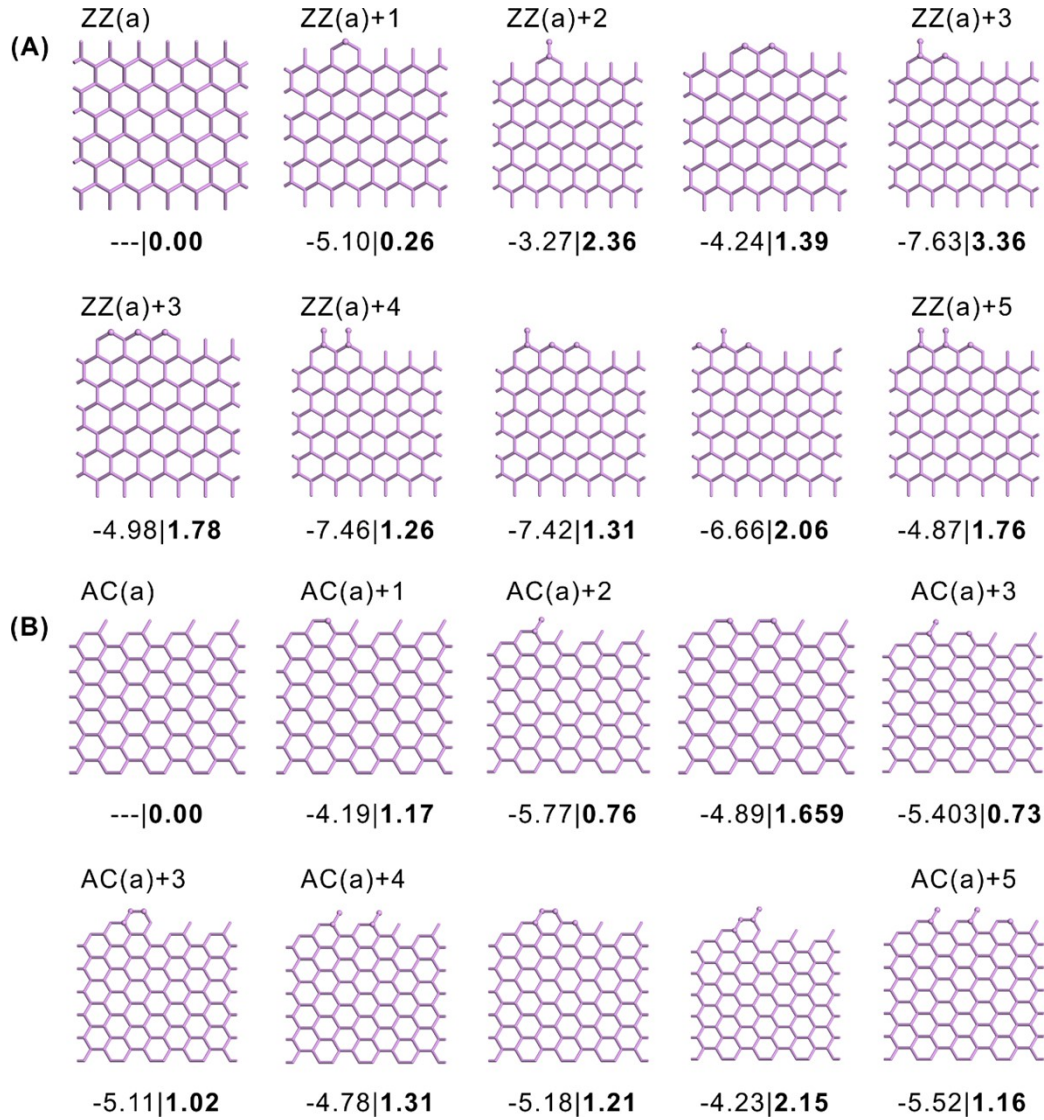 ZZ(a) ZZ(a)+1 ZZ(a)+2 ZZ(a)+3
(A)
---|0.00 -5.10|0.26 -3.27|2.36 -4.24|1.39 -7.63|3.36
ZZ(a)+3 ZZ(a)+4 ZZ(a)+5
-4.98|1.78 -7.46|1.26 -7.42|1.31 -6.66|2.06 -4.87|1.76
AC(a) AC(a)+1 AC(a)+2 AC(a)+3
(B)
---|0.00 -4.19|1.17 -5.77|0.76 -4.89|1.659 -5.403|0.73
AC(a)+3 AC(a)+4 AC(a)+5
-5.11|1.02 -4.78|1.31 -5.18|1.21 -4.23|2.15 -5.52|1.16